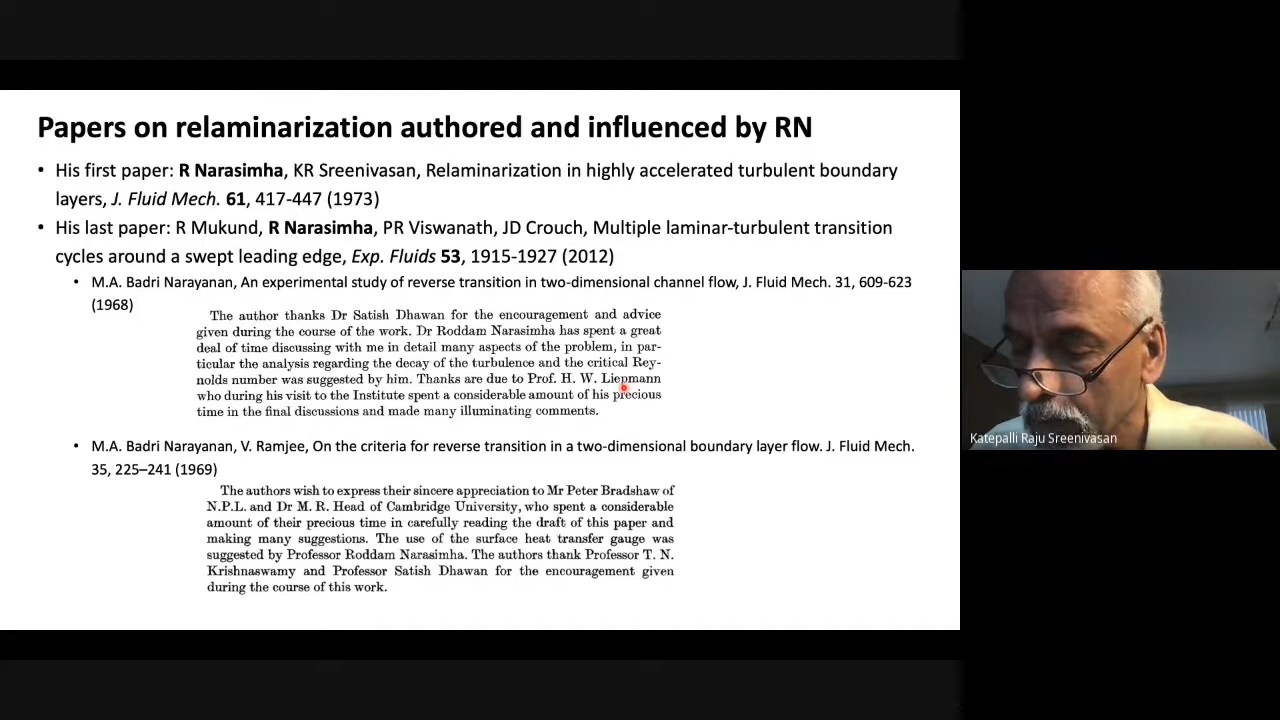 Papers on relaminarization authored and influenced by RN
• His first paper: R Narasimha, KR Sreenivasan, Relaminarization in highly accelerated turbulent boundary
layers, J. Fluid Mech. 61, 417-447 (1973)
• His last paper: R Mukund, R Narasimha, PR Viswanath, JD Crouch, Multiple laminar-turbulent transition
cycles around a swept leading edge, Exp. Fluids 53, 1915-1927 (2012)
• M.A. Badri Narayanan, An experimental study of reverse transition in two-dimensional channel flow, J. Fluid Mech. 31, 609-623
(1968)
The author thanks Dr Satish Dhawan for the encouragement and advice
given during the course of the work. Dr Roddam Narasimha has spent a great
deal of time discussing with me in detail many aspects of the problem, in par-
ticular the analysis regarding the decay of the turbulence and the critical Rey-
nolds number was suggested by him. Thanks are due to Prof. H. W. Liepmann
who during his visit to the Institute spent a considerable amount of his precious
time in the final discussions and made many illuminating comments.
• M.A. Badri Narayanan, V. Ramjee, On the criteria for reverse transition in a two-dimensional boundary layer flow. J. Fluid Mech.
35, 225–241 (1969)
The authors wish to express their sincere appreciation to Mr Peter Bradshaw of
N.P.L. and Dr M. R. Head of Cambridge University, who spent a considerable
amount of their precious time in carefully reading the draft of this paper and
making many suggestions. The use of the surface heat transfer gauge was
suggested by Professor Roddam Narasimha. The authors thank Professor T. N.
Krishnaswamy and Professor Satish Dhawan for the encouragement given
during the course of this work.
Katepalli Raju Sreenivasan